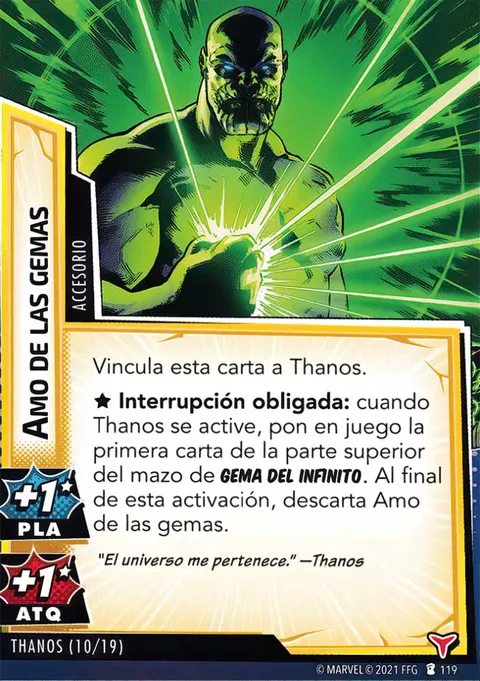 AMO DE LAS GEMAS
ACCESORIO
Vincula esta carta a Thanos.
★ Interrupción obligada: cuando
Thanos se active, pon en juego la
primera carta de la parte superior
del mazo de GEMA DEL INFINITO. Al final
de esta activación, descarta Amo
de las gemas.
"El universo me pertenece." —Thanos
+1★
PLA
+1★
ATQ
THANOS (10/19)
© MARVEL © 2021 FFG 119